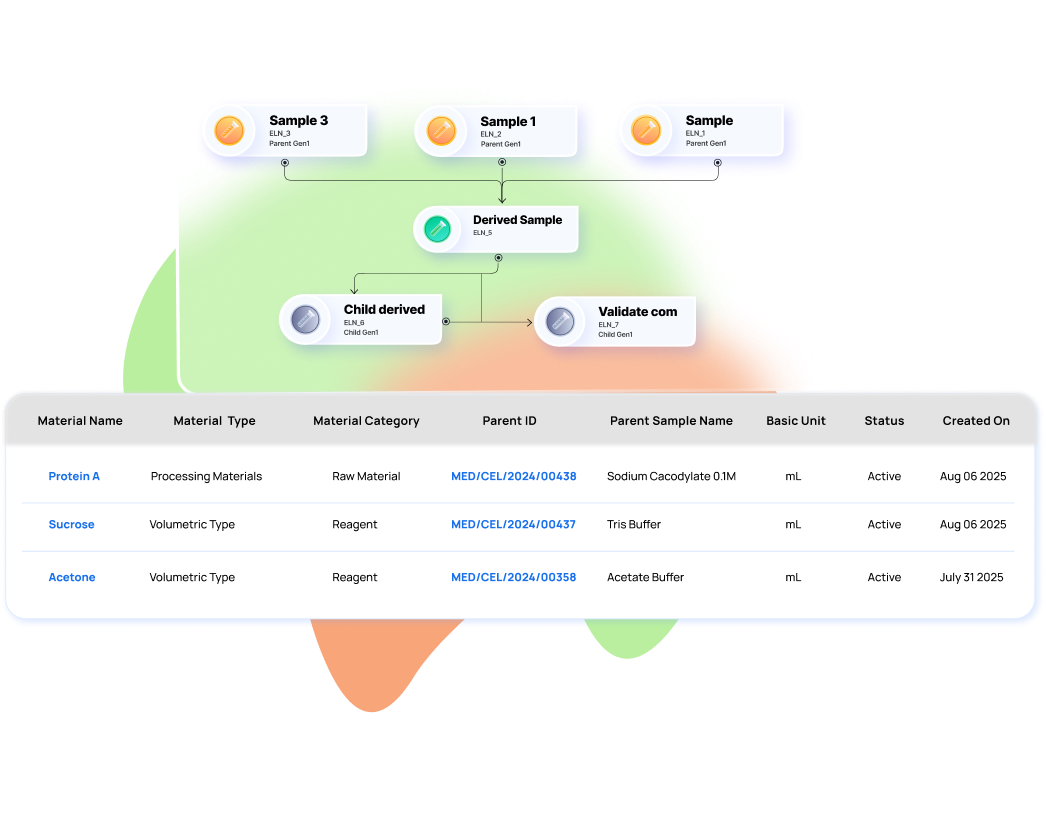 Sample 3
ELN_3
Parent Gen1
Sample 1
ELN_2
Parent Gen1
Sample
ELN_1
Parent Gen1
Derived Sample
ELN_5
Child derived
ELN_6
Child Gen1
Validate com
ELN_7
Child Gen1
Material Name Material Type Material Category Parent ID Parent Sample Name Basic Unit Status Created On
Protein A Processing Materials Raw Material MED/CEL/2024/00438 Sodium Cacodylate 0.1M mL Active Aug 06 2025
Sucrose Volumetric Type Reagent MED/CEL/2024/00437 Tris Buffer mL Active Aug 06 2025
Acetone Volumetric Type Reagent MED/CEL/2024/00358 Acetate Buffer mL Active July 31 2025